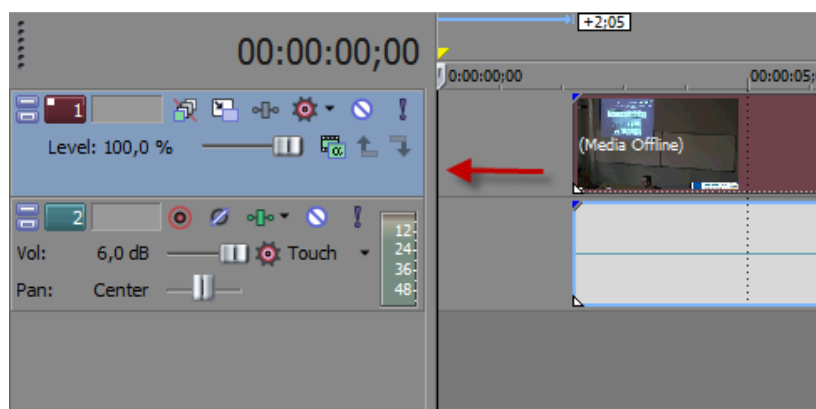 +2;05
00:00:00;00
0:00:00;00
00:00:05;
1
Level: 100,0 %
(Media Offline)
2
12
Vol: 6,0 dB Touch 24
36
Pan: Center 48